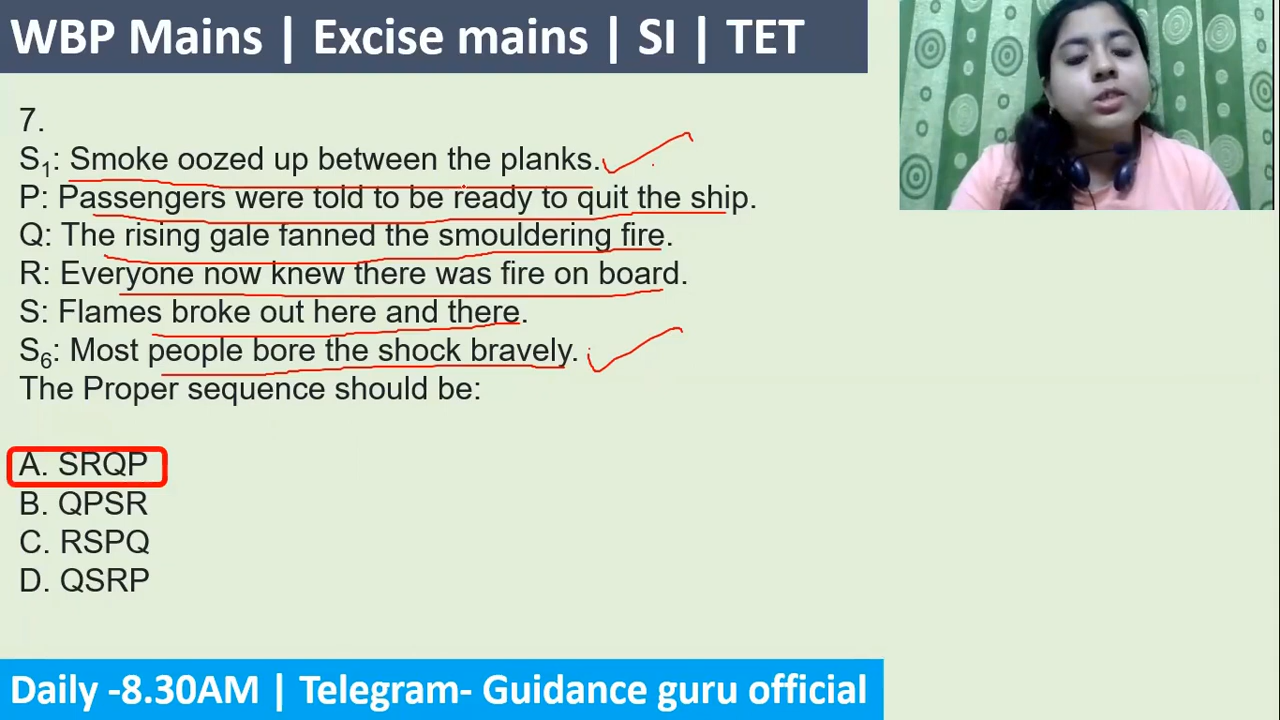 WBP Mains | Excise mains | SI | TET
7.
S₁: Smoke oozed up between the planks.
P: Passengers were told to be ready to quit the ship.
Q: The rising gale fanned the smouldering fire.
R: Everyone now knew there was fire on board.
S: Flames broke out here and there.
S₆: Most people bore the shock bravely.
The Proper sequence should be:
A. SRQP
B. QPSR
C. RSPQ
D. QSRP
Daily -8.30AM | Telegram- Guidance guru official